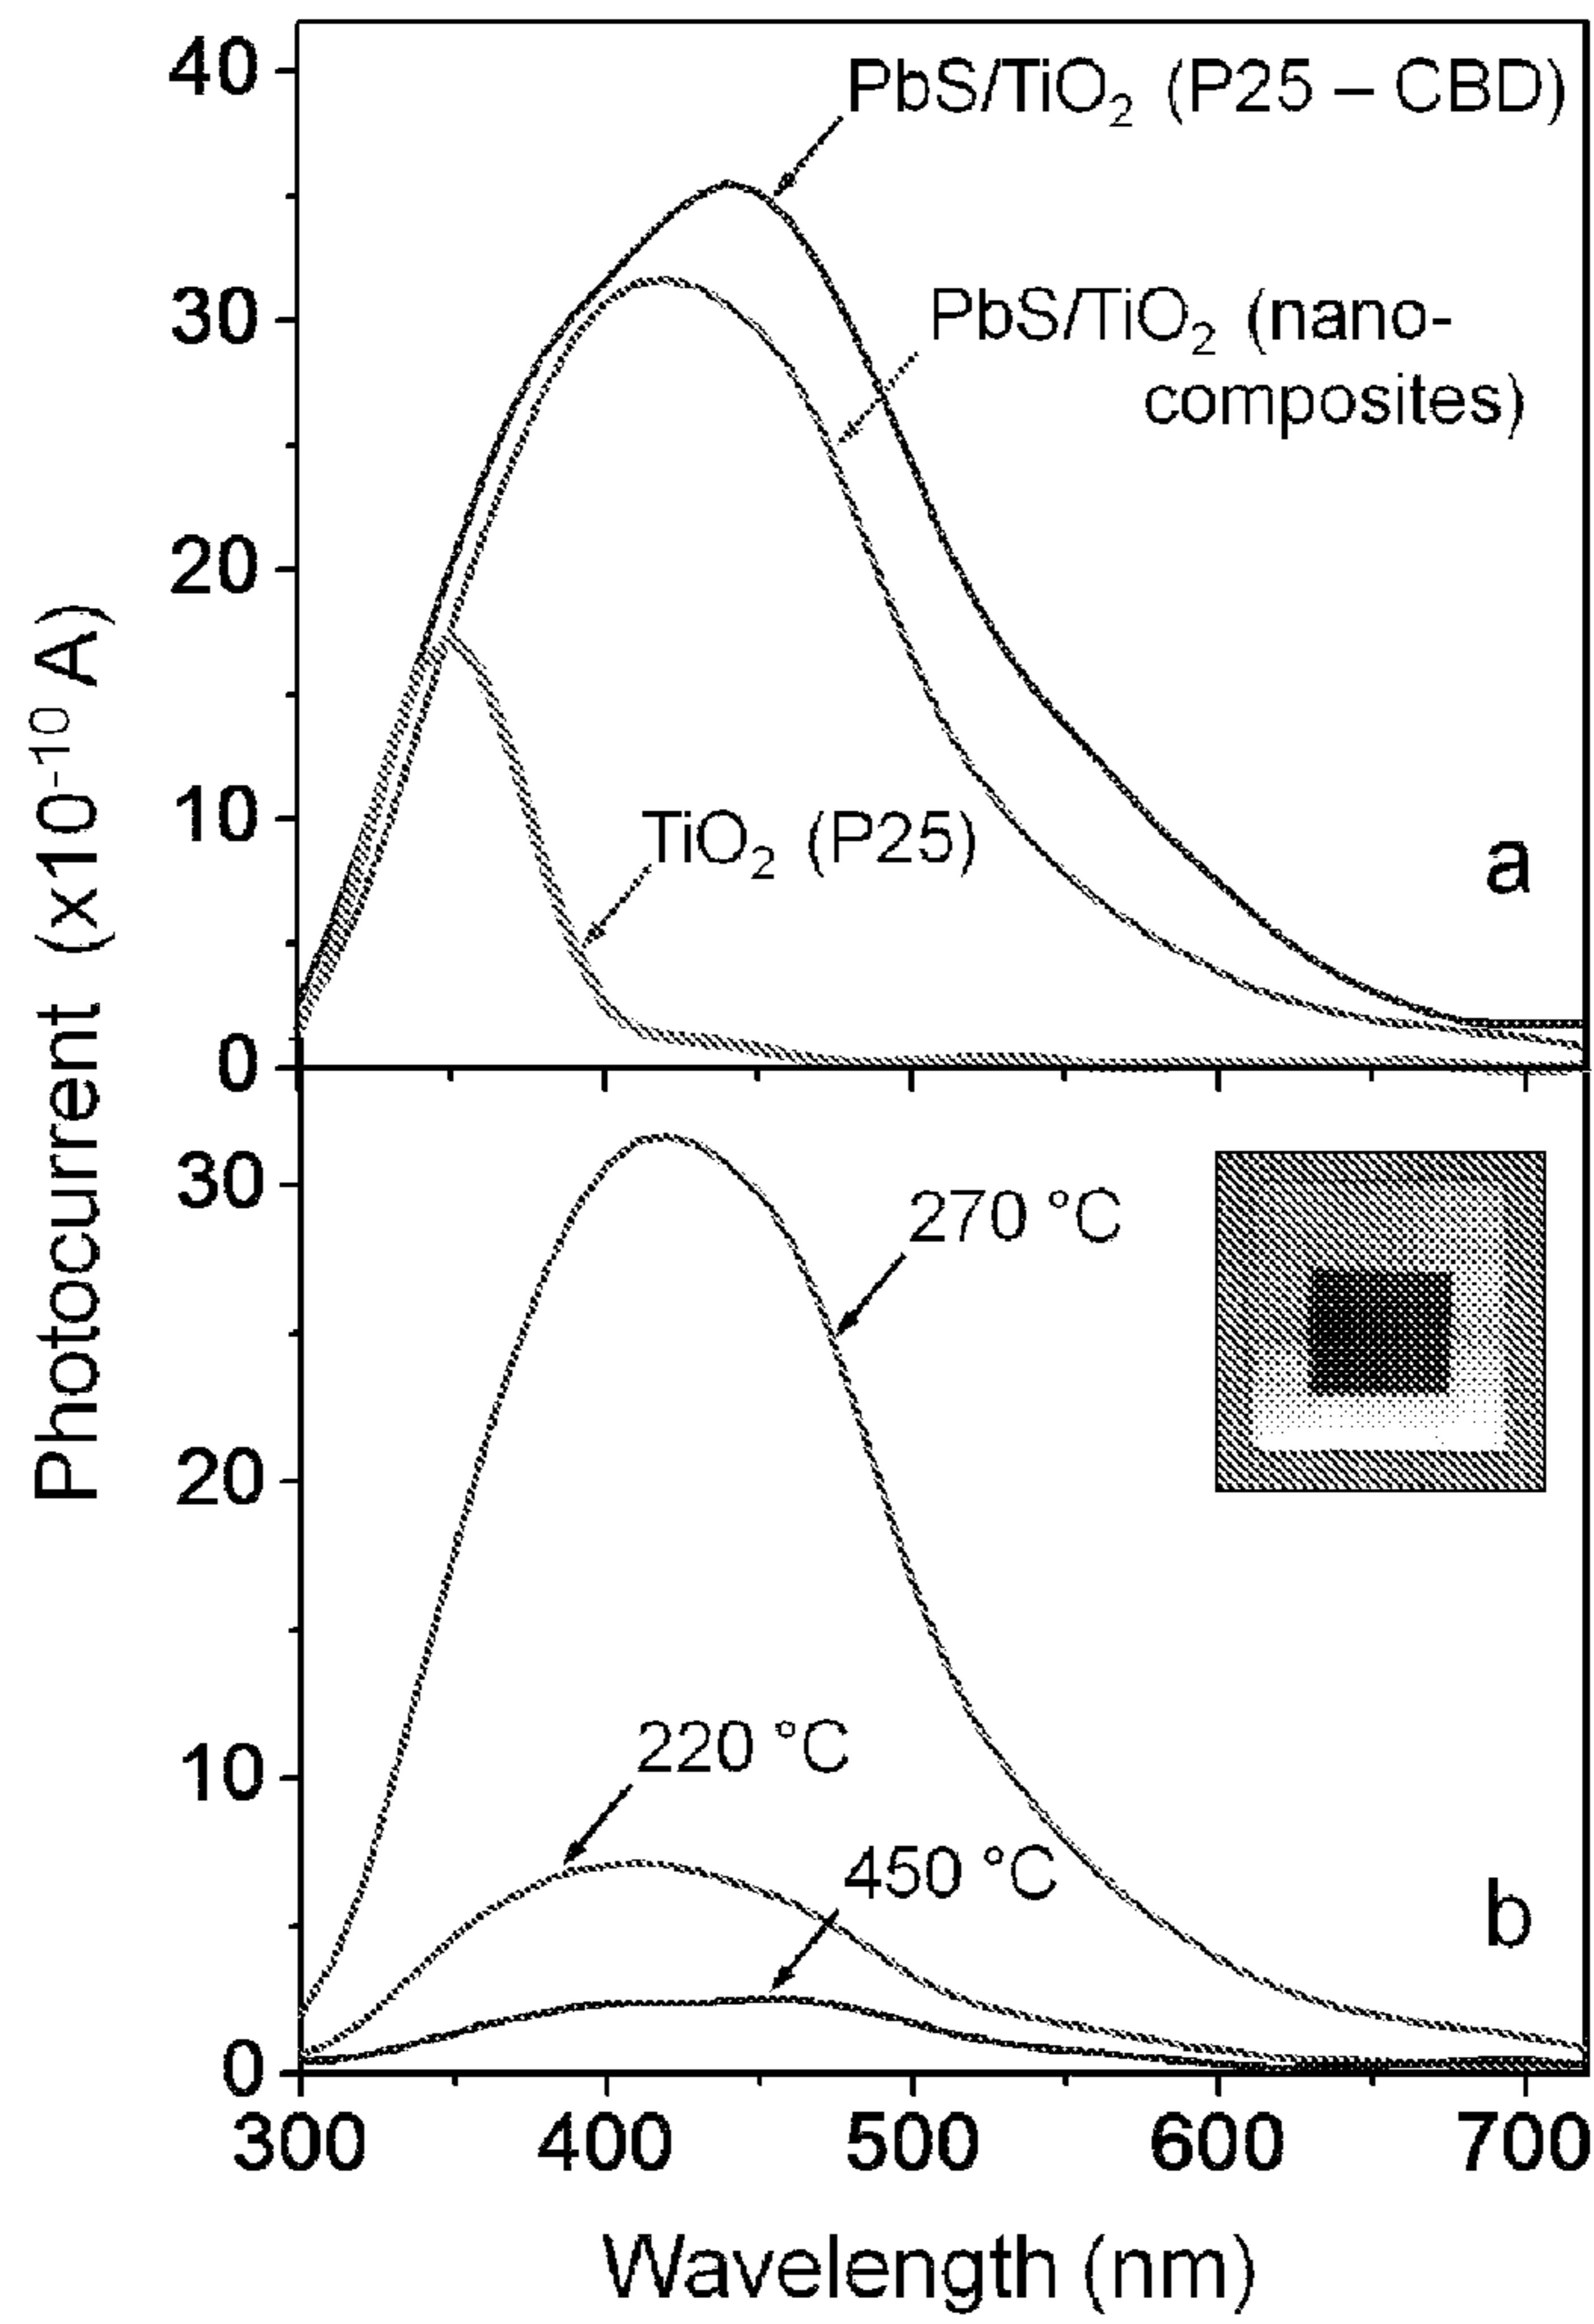 Photocurrent (x10⁻¹⁰ A)
40
30
20
10
0
PbS/TiO₂ (P25 – CBD)
PbS/TiO₂ (nano-
composites)
TiO₂ (P25)
a
30
20
10
0
270 °C
220 °C
450 °C
b
300 400 500 600 700
Wavelength (nm)